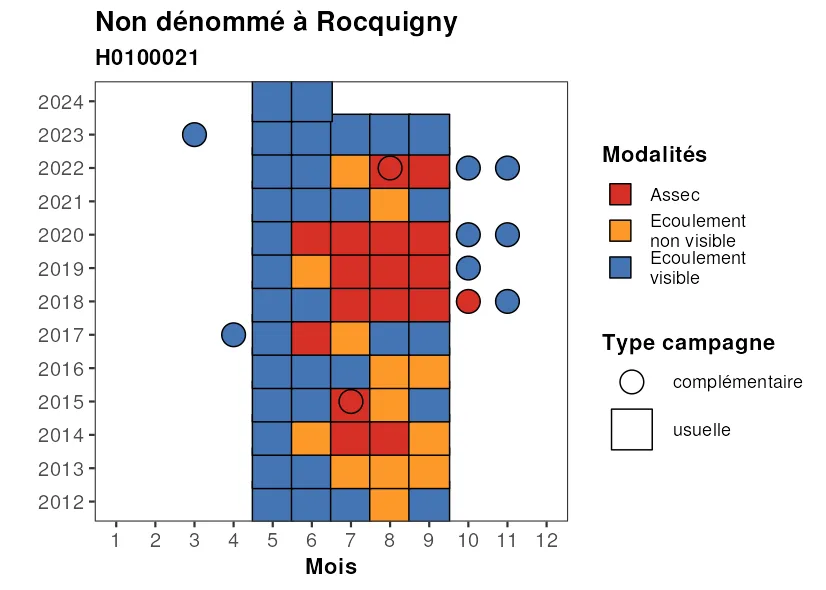 Non dénommé à Rocquigny
H0100021
2024
2023
2022
2021
2020
2019
2018
2017
2016
2015
2014
2013
2012
1 2 3 4 5 6 7 8 9 10 11 12
Mois
Modalités
Assec
Ecoulement
non visible
Ecoulement
visible
Type campagne
complémentaire
usuelle